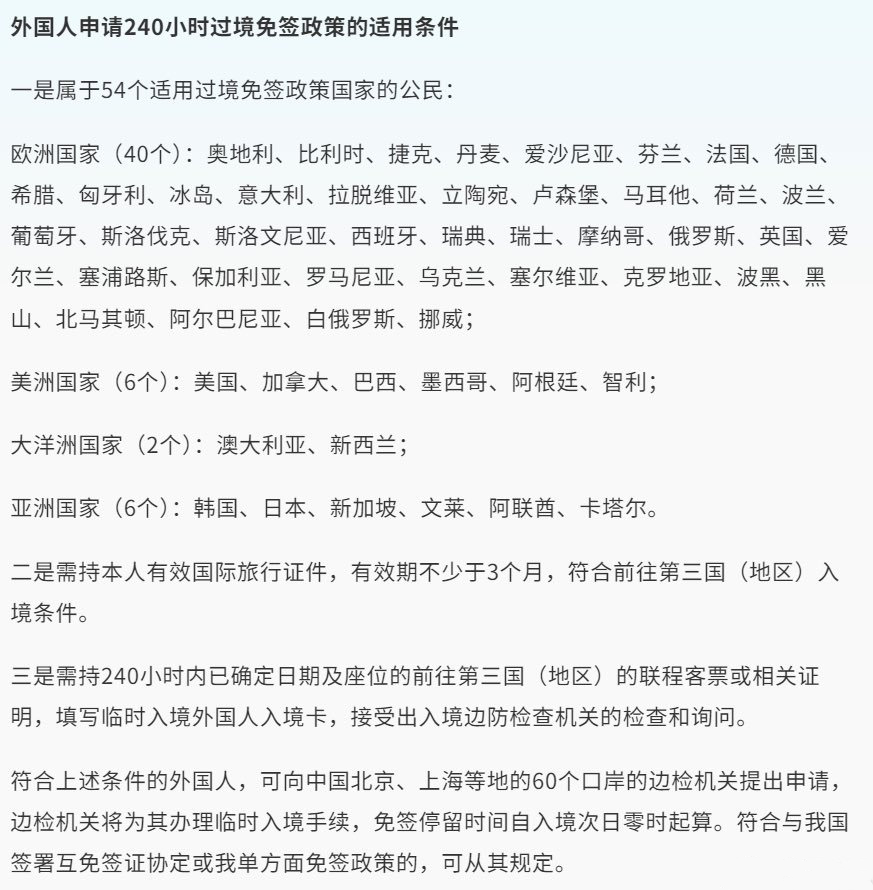 外国人申请240小时过境免签政策的适用条件
一是属于54个适用过境免签政策国家的公民：
欧洲国家（40个）：奥地利、比利时、捷克、丹麦、爱沙尼亚、芬兰、法国、德国、
希腊、匈牙利、冰岛、意大利、拉脱维亚、立陶宛、卢森堡、马耳他、荷兰、波兰、
葡萄牙、斯洛伐克、斯洛文尼亚、西班牙、瑞典、瑞士、摩纳哥、俄罗斯、英国、爱
尔兰、塞浦路斯、保加利亚、罗马尼亚、乌克兰、塞尔维亚、克罗地亚、波黑、黑
山、北马其顿、阿尔巴尼亚、白俄罗斯、挪威；
美洲国家（6个）：美国、加拿大、巴西、墨西哥、阿根廷、智利；
大洋洲国家（2个）：澳大利亚、新西兰；
亚洲国家（6个）：韩国、日本、新加坡、文莱、阿联酋、卡塔尔。
二是需持本人有效国际旅行证件，有效期不少于3个月，符合前往第三国（地区）入
境条件。
三是需持240小时内已确定日期及座位的前往第三国（地区）的联程客票或相关证
明，填写临时入境外国人入境卡，接受出入境边防检查机关的检查和询问。
符合上述条件的外国人，可向中国北京、上海等地的60个口岸的边检机关提出申请，
边检机关将为其办理临时入境手续，免签停留时间自入境次日零时起算。符合与我国
签署互免签证协定或我单方面免签政策的，可从其规定。